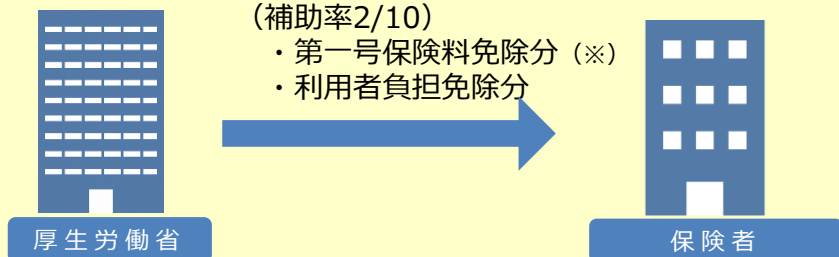 （補助率2/10）
・第一号保険料免除分（※）
・利用者負担免除分
厚生労働省
保険者